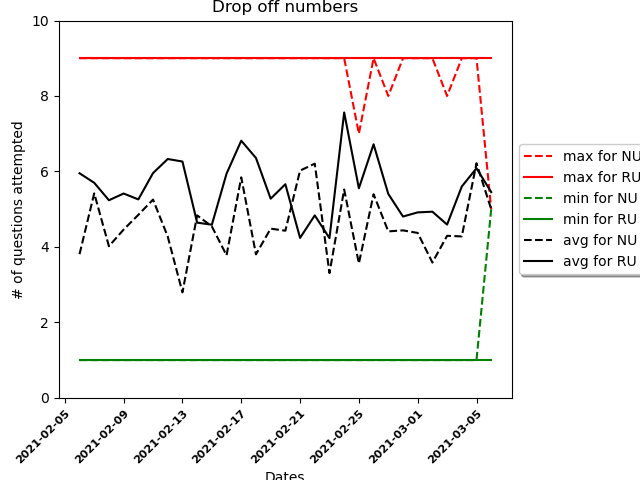 Drop off numbers
# of questions attempted
10
8
6
4
2
0
2021-02-05
2021-02-09
2021-02-13
2021-02-17
2021-02-21
2021-02-25
2021-03-01
2021-03-05
Dates
max for NU
max for RU
min for NU
min for RU
avg for NU
avg for RU